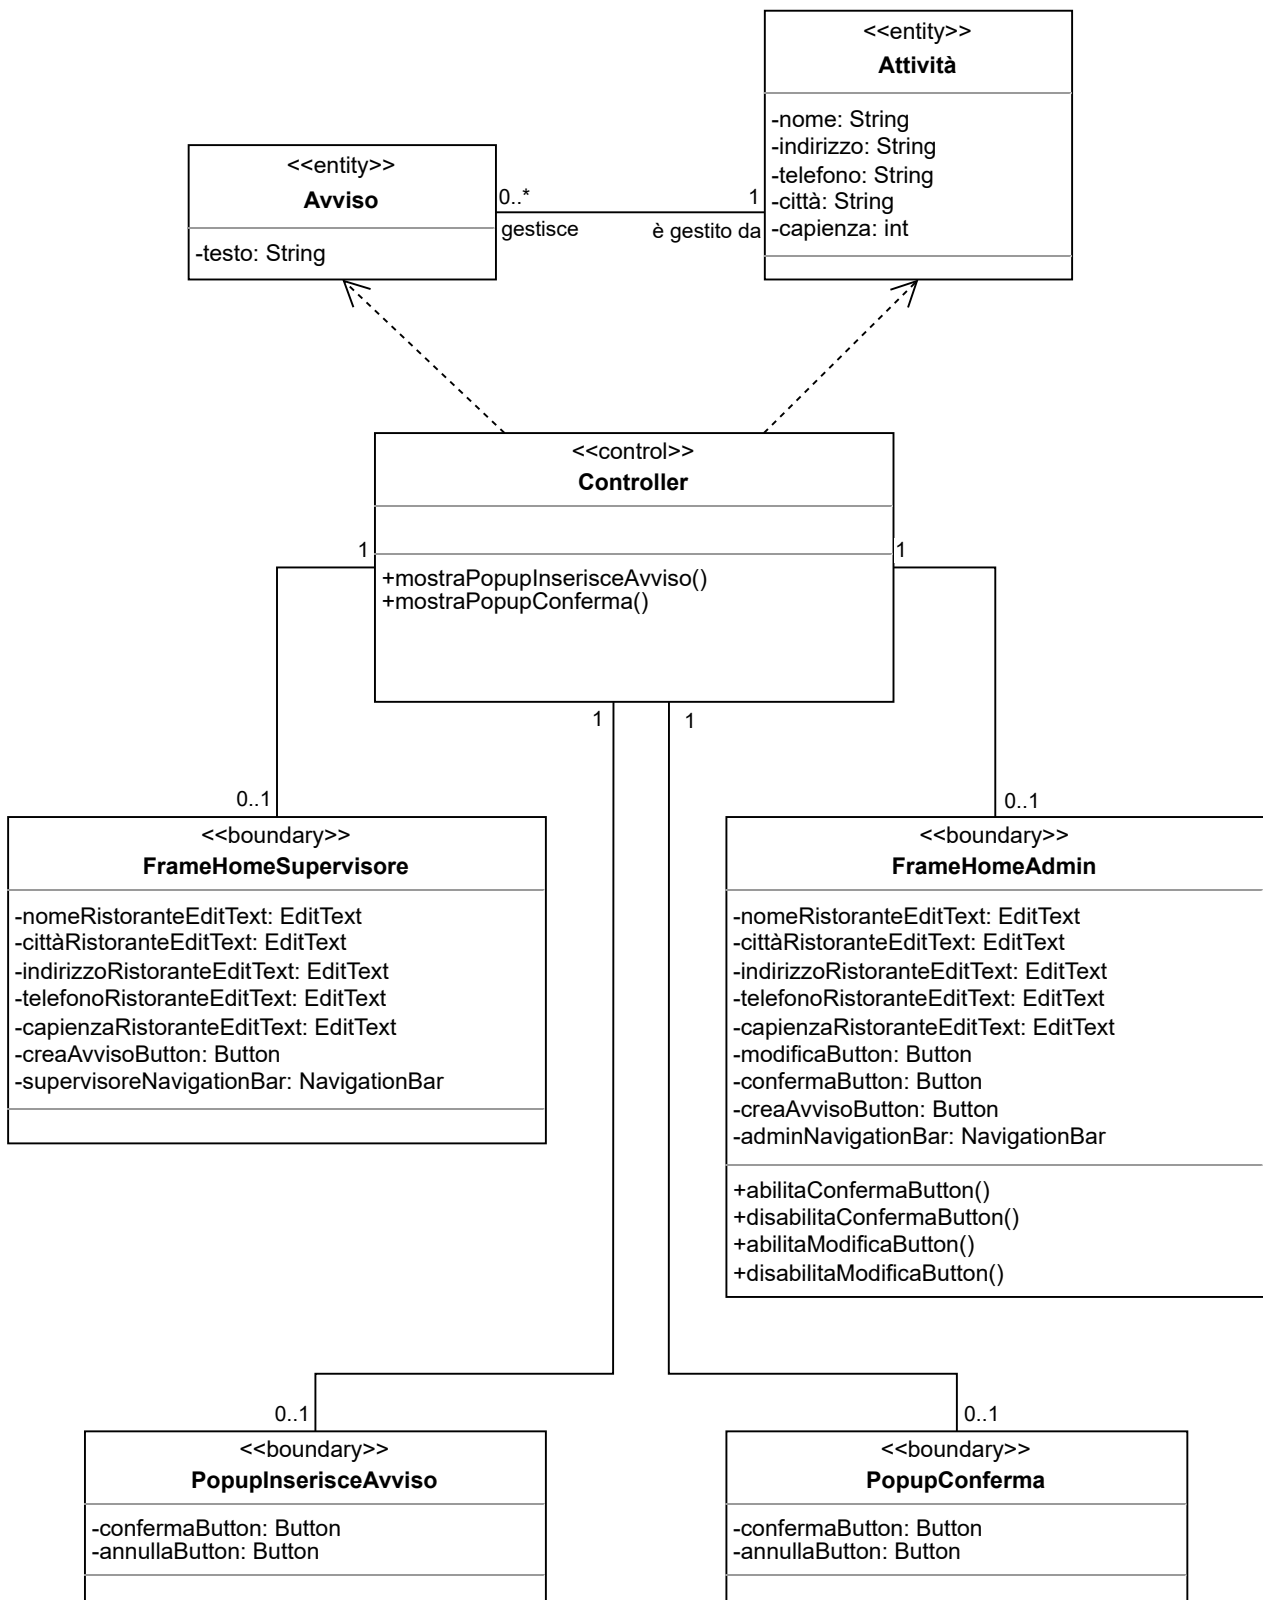 <<entity>>
Attività
-nome: String
-indirizzo: String
-telefono: String
-città: String
-capienza: int
<<entity>>
Avviso
-testo: String
0..*
1
gestisce
è gestito da
<<control>>
Controller
+mostraPopupInserisceAvviso()
+mostraPopupConferma()
1
1
1
1
0..1
0..1
<<boundary>>
FrameHomeSupervisore
-nomeRistoranteEditText: EditText
-cittàRistoranteEditText: EditText
-indirizzoRistoranteEditText: EditText
-telefonoRistoranteEditText: EditText
-capienzaRistoranteEditText: EditText
-creaAvvisoButton: Button
-supervisoreNavigationBar: NavigationBar
<<boundary>>
FrameHomeAdmin
-nomeRistoranteEditText: EditText
-cittàRistoranteEditText: EditText
-indirizzoRistoranteEditText: EditText
-telefonoRistoranteEditText: EditText
-capienzaRistoranteEditText: EditText
-modificaButton: Button
-confermaButton: Button
-creaAvvisoButton: Button
-adminNavigationBar: NavigationBar
+abilitaConfermaButton()
+disabilitaConfermaButton()
+abilitaModificaButton()
+disabilitaModificaButton()
0..1
0..1
<<boundary>>
PopupInserisceAvviso
-confermaButton: Button
-annullaButton: Button
<<boundary>>
PopupConferma
-confermaButton: Button
-annullaButton: Button